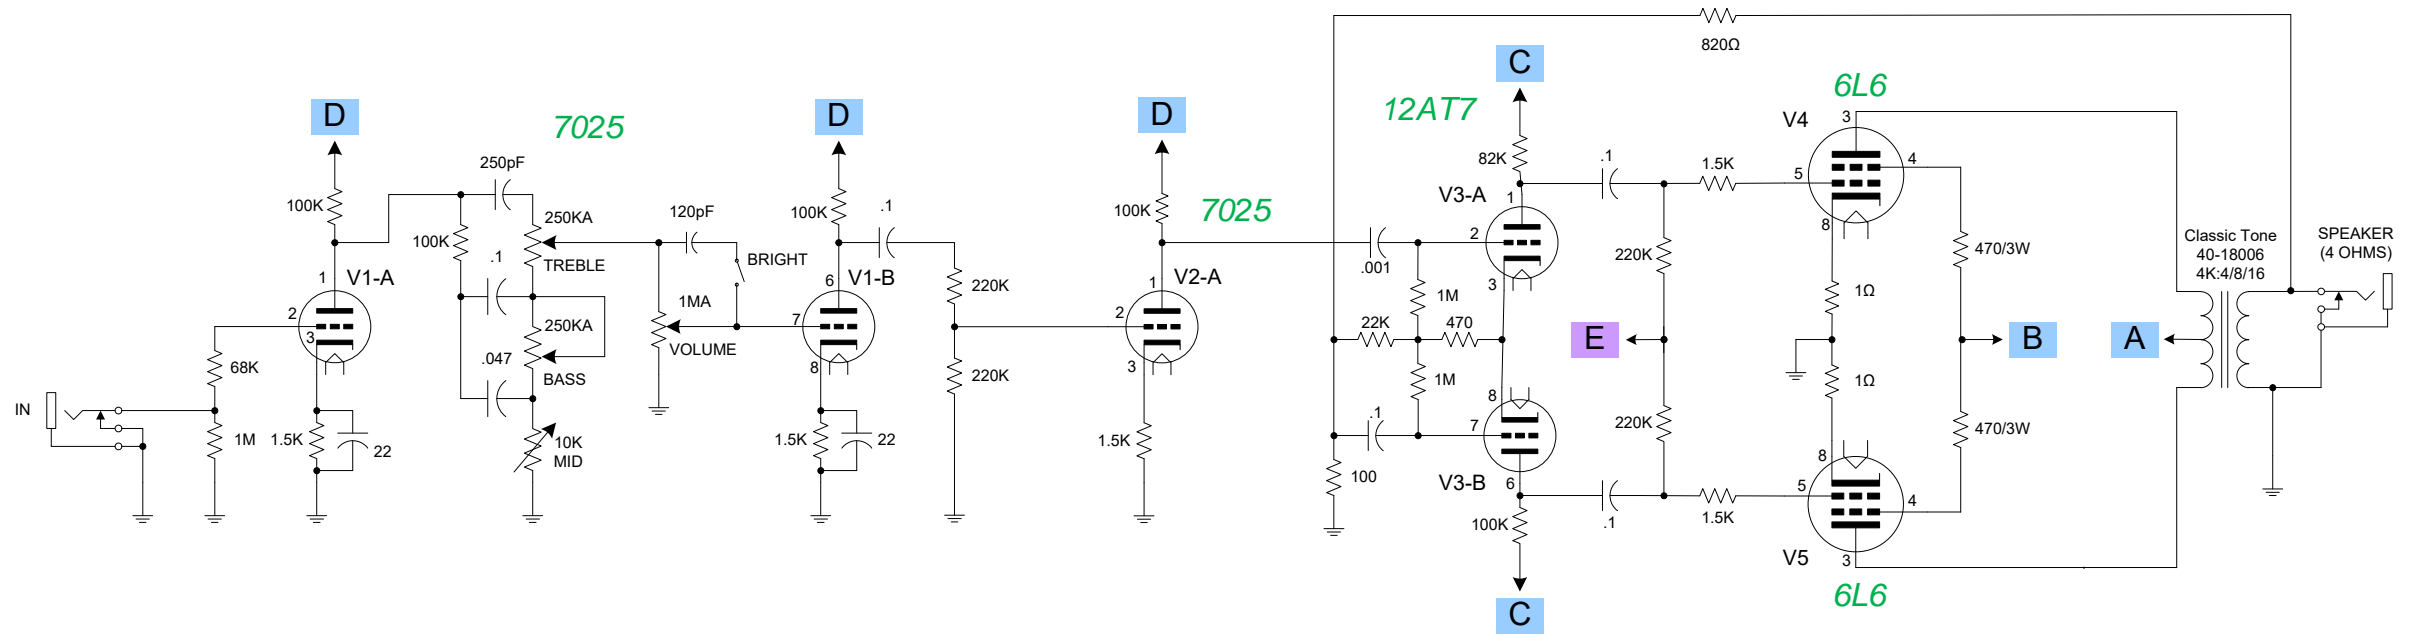 IN
68K
1M
2
3
1
V1-A
D
100K
1.5K
22
7025
250pF
100K
.1
.047
250KA
TREBLE
250KA
BASS
10K
MID
120pF
BRIGHT
1MA
VOLUME
D
100K
.1
6
V1-B
7
8
1.5K
22
220K
220K
D
100K
1
V2-A
2
3
1.5K
7025
.001
1M
22K
470
1M
.1
100
820Ω
12AT7
C
82K
V3-A
1
2
3
8
7
V3-B
6
100K
C
.1
220K
E
220K
.1
1.5K
1.5K
6L6
V4
3
4
5
8
1Ω
1Ω
8
5
4
V5
3
6L6
470/3W
B
470/3W
A
Classic Tone
40-18006
4K:4/8/16
SPEAKER
(4 OHMS)